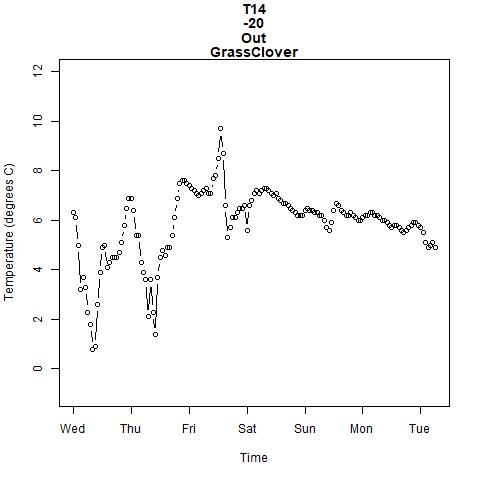 T14
-20
Out
GrassClover
Temperature (degrees C)
12
10
8
6
4
2
0
Wed Thu Fri Sat Sun Mon Tue
Time